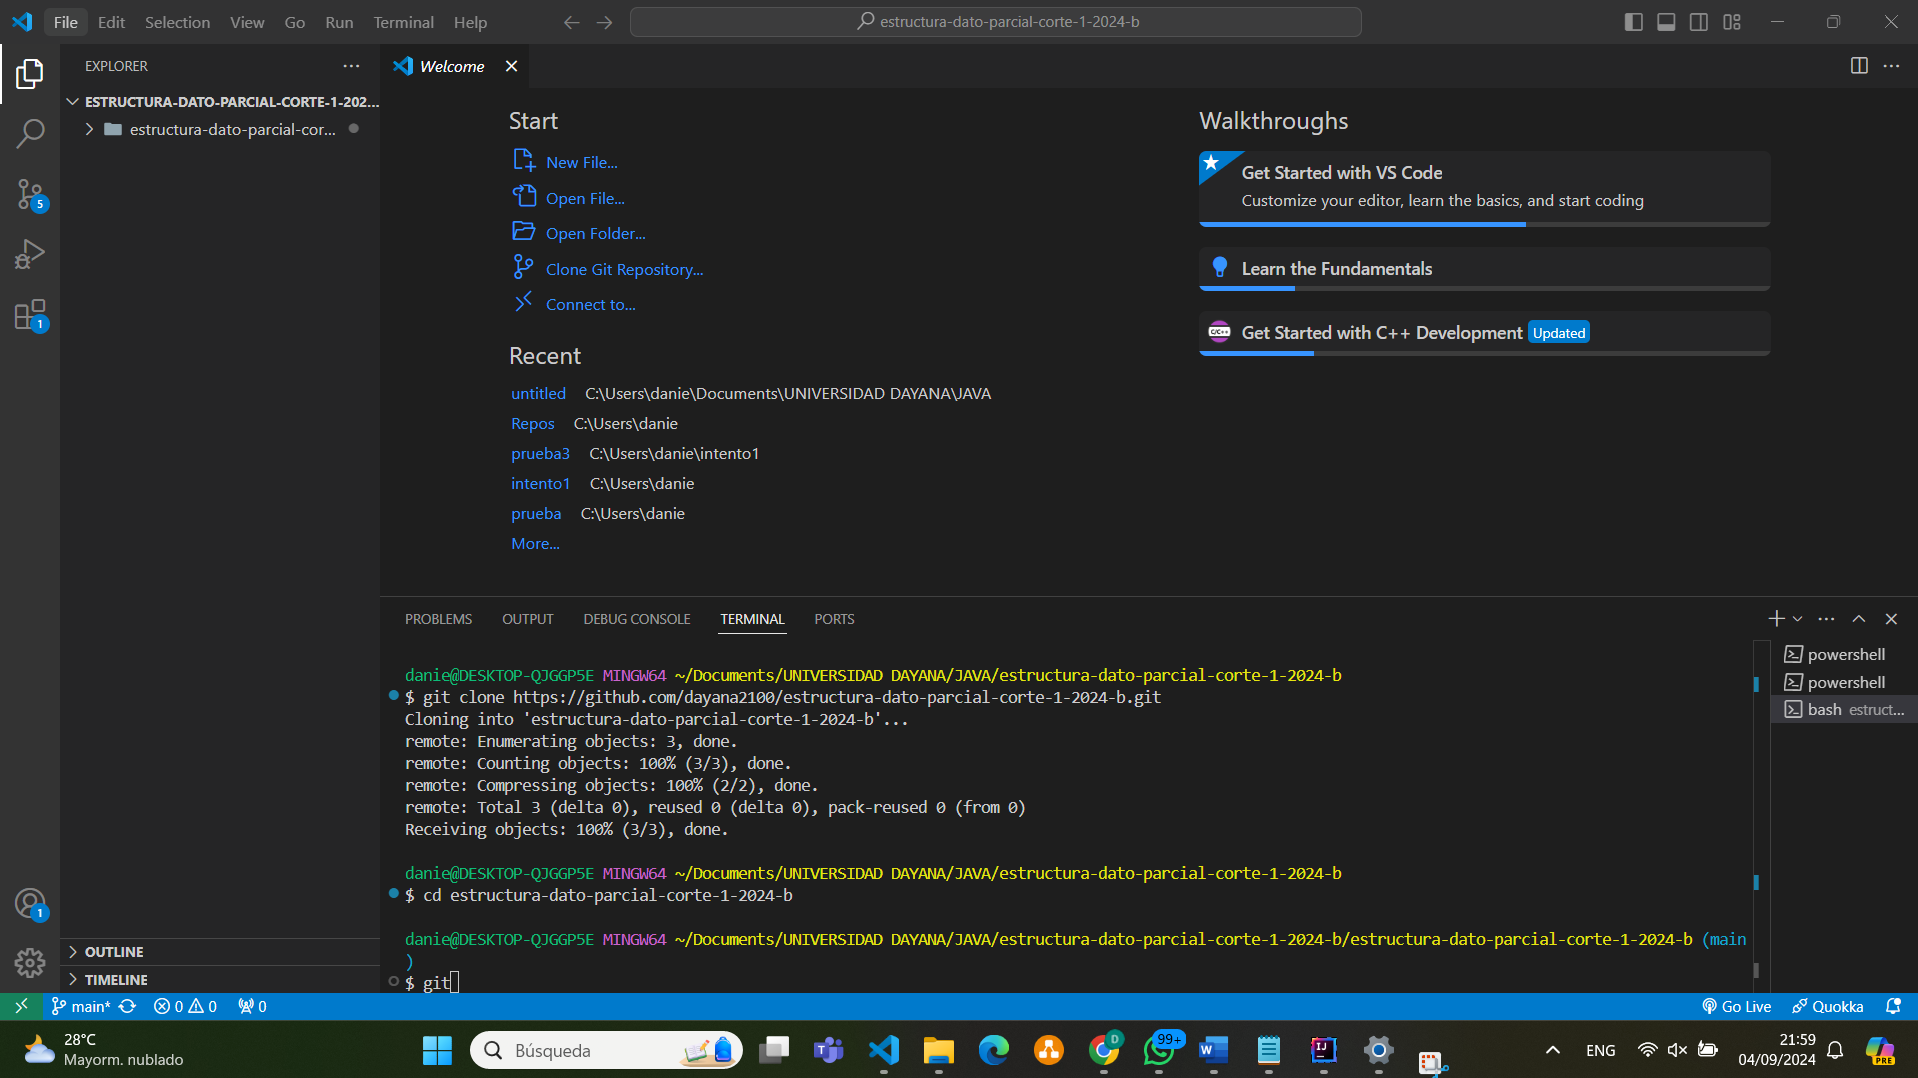 File Edit Selection View Go Run Terminal Help
estructura-dato-parcial-corte-1-2024-b
EXPLORER
ESTRUCTURA-DATO-PARCIAL-CORTE-1-202...
estructura-dato-parcial-cor...
Welcome
Start
New File...
Open File...
Open Folder...
Clone Git Repository...
Connect to...
Recent
untitled C:\Users\danie\Documents\UNIVERSIDAD DAYANA\JAVA
Repos C:\Users\danie
prueba3 C:\Users\danie\intento1
intento1 C:\Users\danie
prueba C:\Users\danie
More...
Walkthroughs
Get Started with VS Code
Customize your editor, learn the basics, and start coding
Learn the Fundamentals
C/C++
Get Started with C++ Development Updated
5
1
1
PROBLEMS OUTPUT DEBUG CONSOLE TERMINAL PORTS
danie@DESKTOP-QJGGP5E MINGW64 ~/Documents/UNIVERSIDAD DAYANA/JAVA/estructura-dato-parcial-corte-1-2024-b
$ git clone https://github.com/dayana2100/estructura-dato-parcial-corte-1-2024-b.git
Cloning into 'estructura-dato-parcial-corte-1-2024-b'...
remote: Enumerating objects: 3, done.
remote: Counting objects: 100% (3/3), done.
remote: Compressing objects: 100% (2/2), done.
remote: Total 3 (delta 0), reused 0 (delta 0), pack-reused 0 (from 0)
Receiving objects: 100% (3/3), done.
danie@DESKTOP-QJGGP5E MINGW64 ~/Documents/UNIVERSIDAD DAYANA/JAVA/estructura-dato-parcial-corte-1-2024-b
$ cd estructura-dato-parcial-corte-1-2024-b
danie@DESKTOP-QJGGP5E MINGW64 ~/Documents/UNIVERSIDAD DAYANA/JAVA/estructura-dato-parcial-corte-1-2024-b/estructura-dato-parcial-corte-1-2024-b (main
)
$ git
powershell
powershell
bash estruct...
OUTLINE
TIMELINE
main* 0 0 0
Go Live Quokka
28°C
Mayorm. nublado
Búsqueda
D
99+
W
IJ
ENG
21:59
04/09/2024
PRE